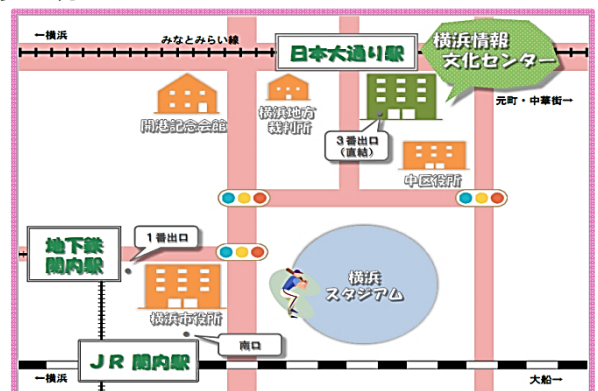 ←横浜
みなとみらい線
日本大通り駅
横浜情報
文化センター
元町・中華街→
開港記念会館
横浜地方
裁判所
3番出口
(直結)
中区役所
地下鉄
関内駅
1番出口
横浜市役所
横浜
スタジアム
南口
JR 関内駅
←横浜
大船→